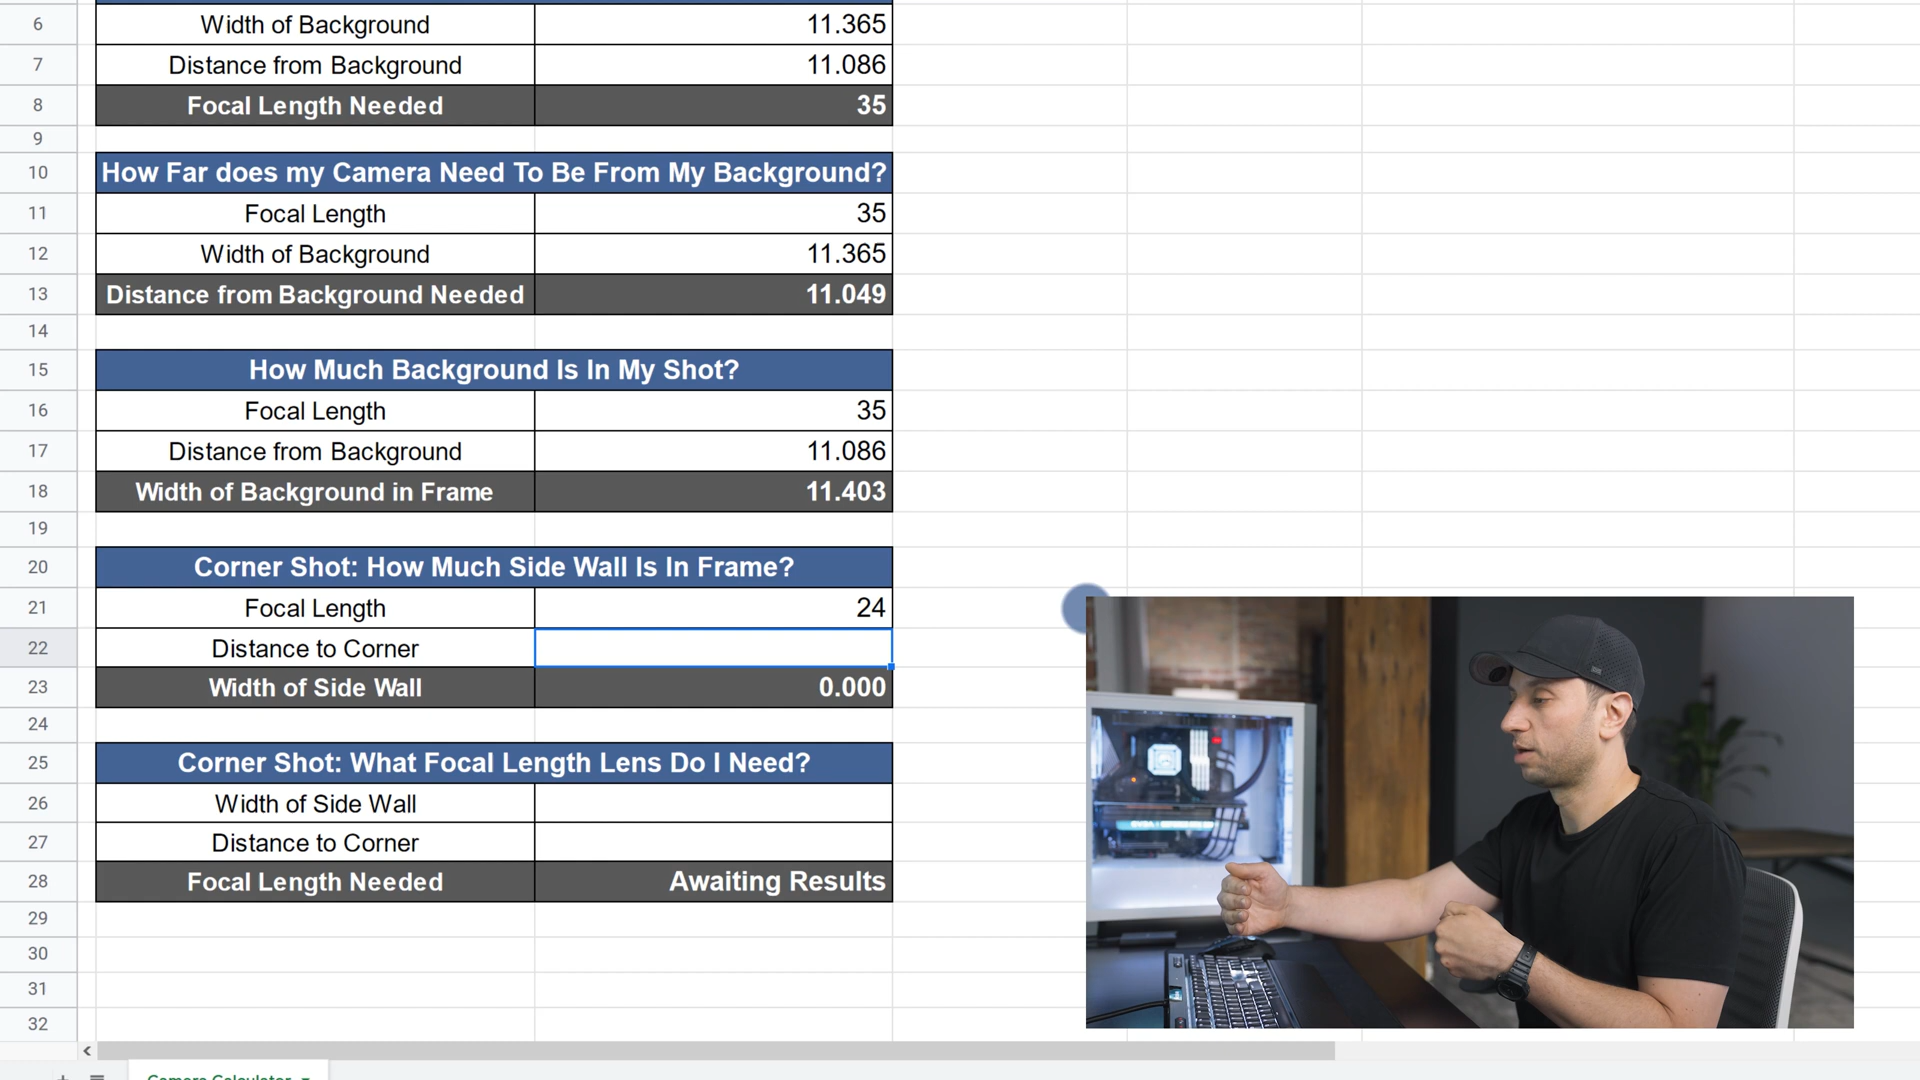 6 Width of Background 11.365
7 Distance from Background 11.086
8 Focal Length Needed 35
9
10 How Far does my Camera Need To Be From My Background?
11 Focal Length 35
12 Width of Background 11.365
13 Distance from Background Needed 11.049
14
15 How Much Background Is In My Shot?
16 Focal Length 35
17 Distance from Background 11.086
18 Width of Background in Frame 11.403
19
20 Corner Shot: How Much Side Wall Is In Frame?
21 Focal Length 24
22 Distance to Corner
23 Width of Side Wall 0.000
24
25 Corner Shot: What Focal Length Lens Do I Need?
26 Width of Side Wall
27 Distance to Corner
28 Focal Length Needed Awaiting Results
29
30
31
32
Camera Calculator